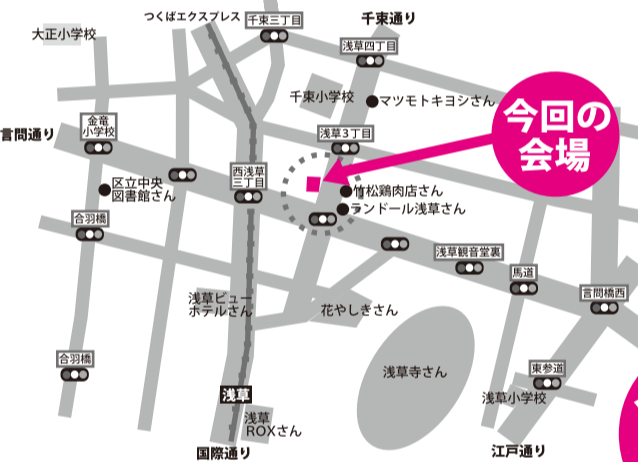 つくばエクスプレス
千束三丁目
千束通り
大正小学校
浅草四丁目
千束小学校
マツモトキヨシさん
今回の
会場
金竜
小学校
言問通り
浅草3丁目
西浅草
三丁目
区立中央
図書館さん
竹松鶏肉店さん
ランドール浅草さん
合羽橋
浅草観音堂裏
馬道
言問橋西
浅草ビュー
ホテルさん
花やしきさん
合羽橋
浅草寺さん
東参道
浅草小学校
浅草
浅草
ROXさん
国際通り
江戸通り